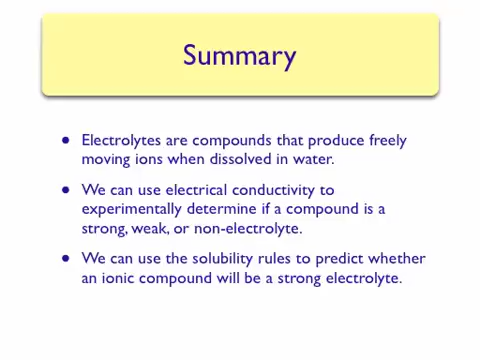 Summary
• Electrolytes are compounds that produce freely
moving ions when dissolved in water.
• We can use electrical conductivity to
experimentally determine if a compound is a
strong, weak, or non-electrolyte.
• We can use the solubility rules to predict whether
an ionic compound will be a strong electrolyte.